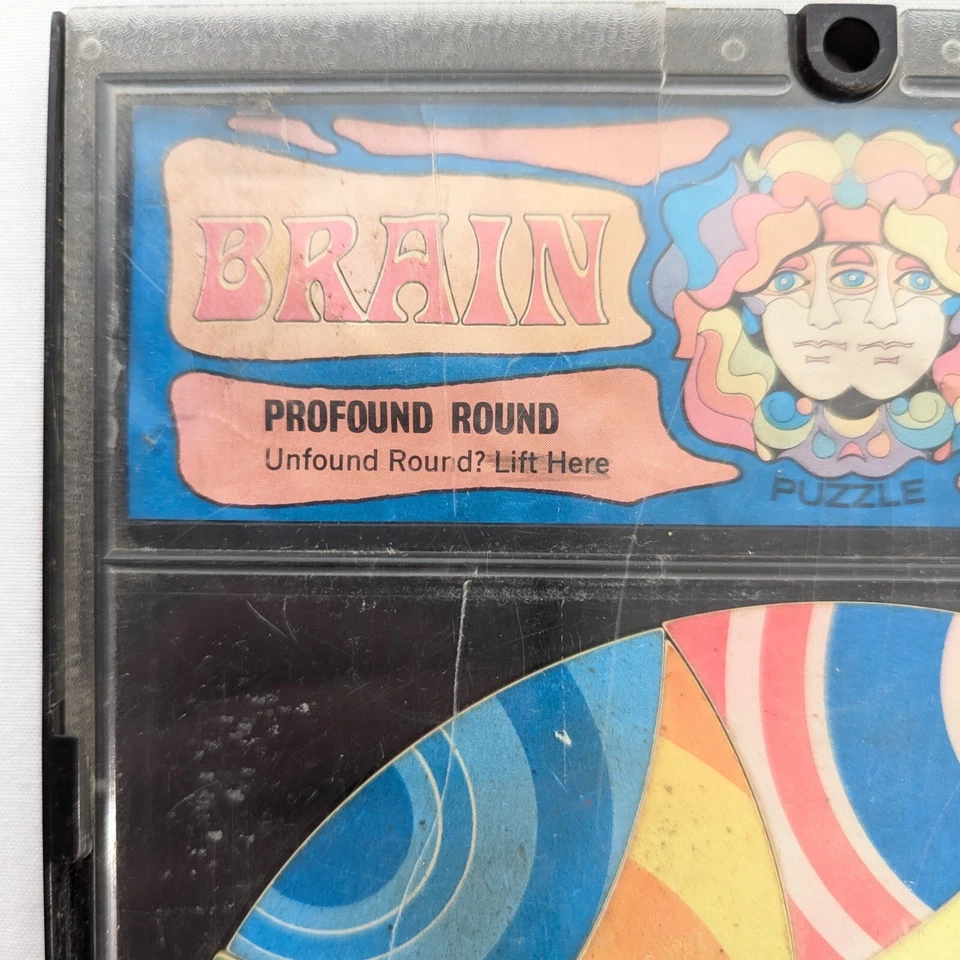 BRAIN
PROFOUND ROUND
Unfound Round? Lift Here
PUZZLE